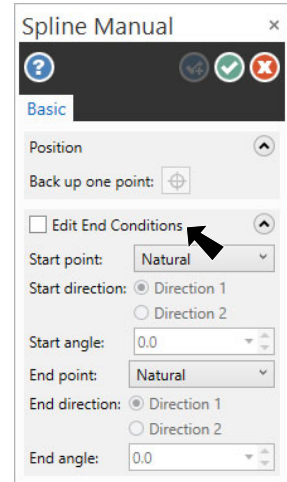 Spline Manual ×
?
Basic
Position
Back up one point:
Edit End Conditions
Start point: Natural
Start direction: Direction 1
Direction 2
Start angle: 0.0
End point: Natural
End direction: Direction 1
Direction 2
End angle: 0.0